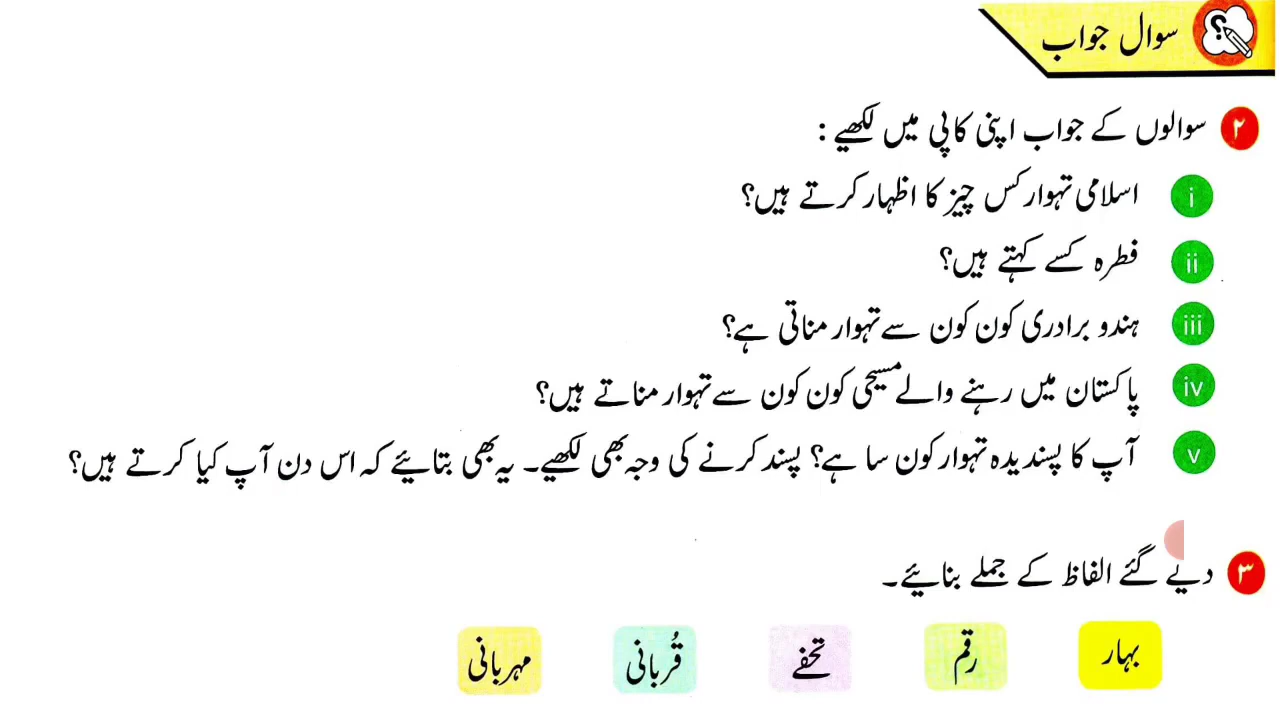 سوال جواب
۲ سوالوں کے جواب اپنی کاپی میں لکھیے :
i اسلامی تہوار کس چیز کا اظہار کرتے ہیں؟
ii فطرہ کسے کہتے ہیں؟
iii ہندو برادری کون کون سے تہوار مناتی ہے؟
iv پاکستان میں رہنے والے مسیحی کون کون سے تہوار مناتے ہیں؟
v آپ کا پسندیدہ تہوار کون سا ہے؟ پسند کرنے کی وجہ بھی لکھیے۔ یہ بھی بتائیے کہ اس دن آپ کیا کرتے ہیں؟
۳ دیے گئے الفاظ کے جملے بنائیے۔
بہار رقم تحفے قُربانی مہربانی